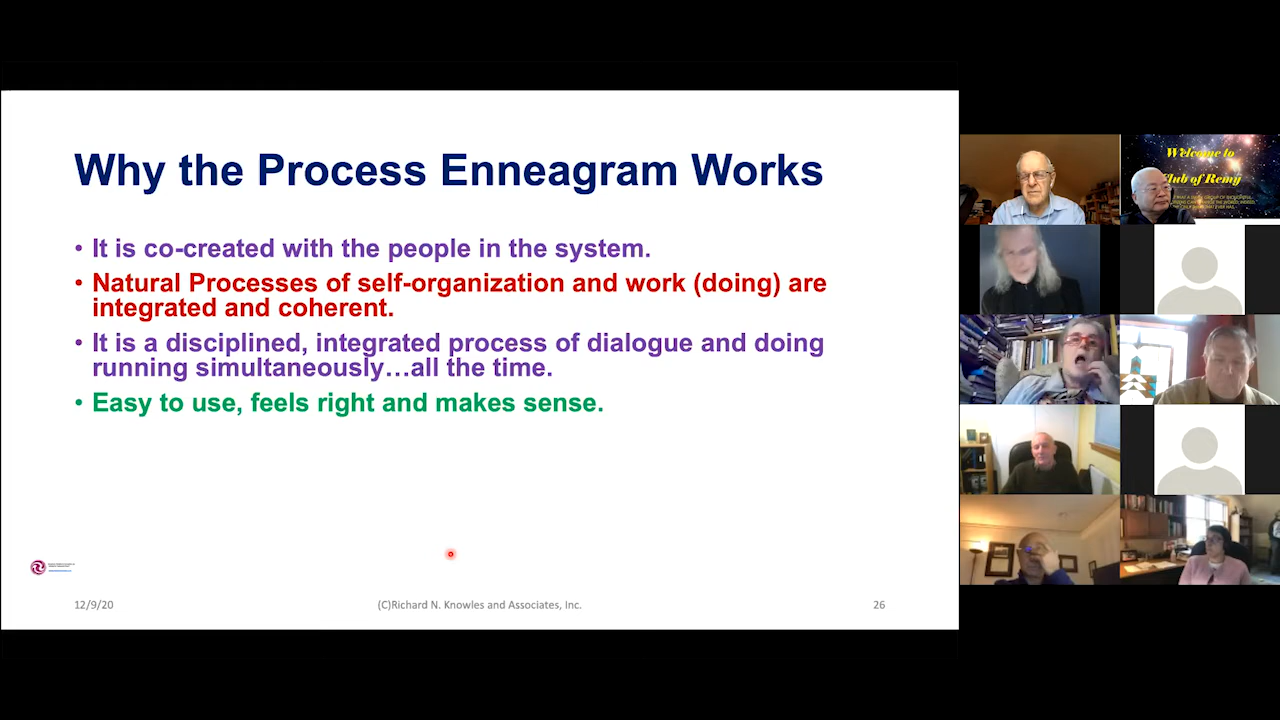 Why the Process Enneagram Works
• It is co-created with the people in the system.
• Natural Processes of self-organization and work (doing) are
integrated and coherent.
• It is a disciplined, integrated process of dialogue and doing
running simultaneously…all the time.
• Easy to use, feels right and makes sense.
12/9/20
(C)Richard N. Knowles and Associates, Inc.
26
Welcome to
of Remy